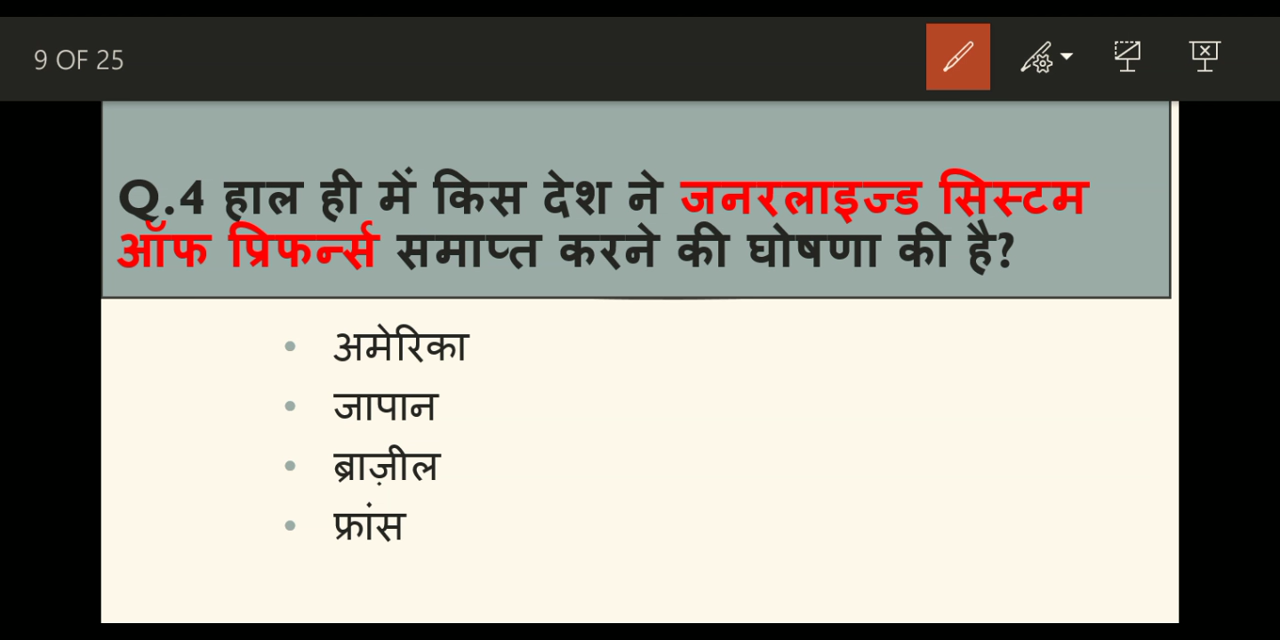 9 OF 25
Q.4 हाल ही में किस देश ने जनरलाइज्ड सिस्टम
ऑफ प्रिफर्न्स समाप्त करने की घोषणा की है?
• अमेरिका
• जापान
• ब्राज़ील
• फ्रांस